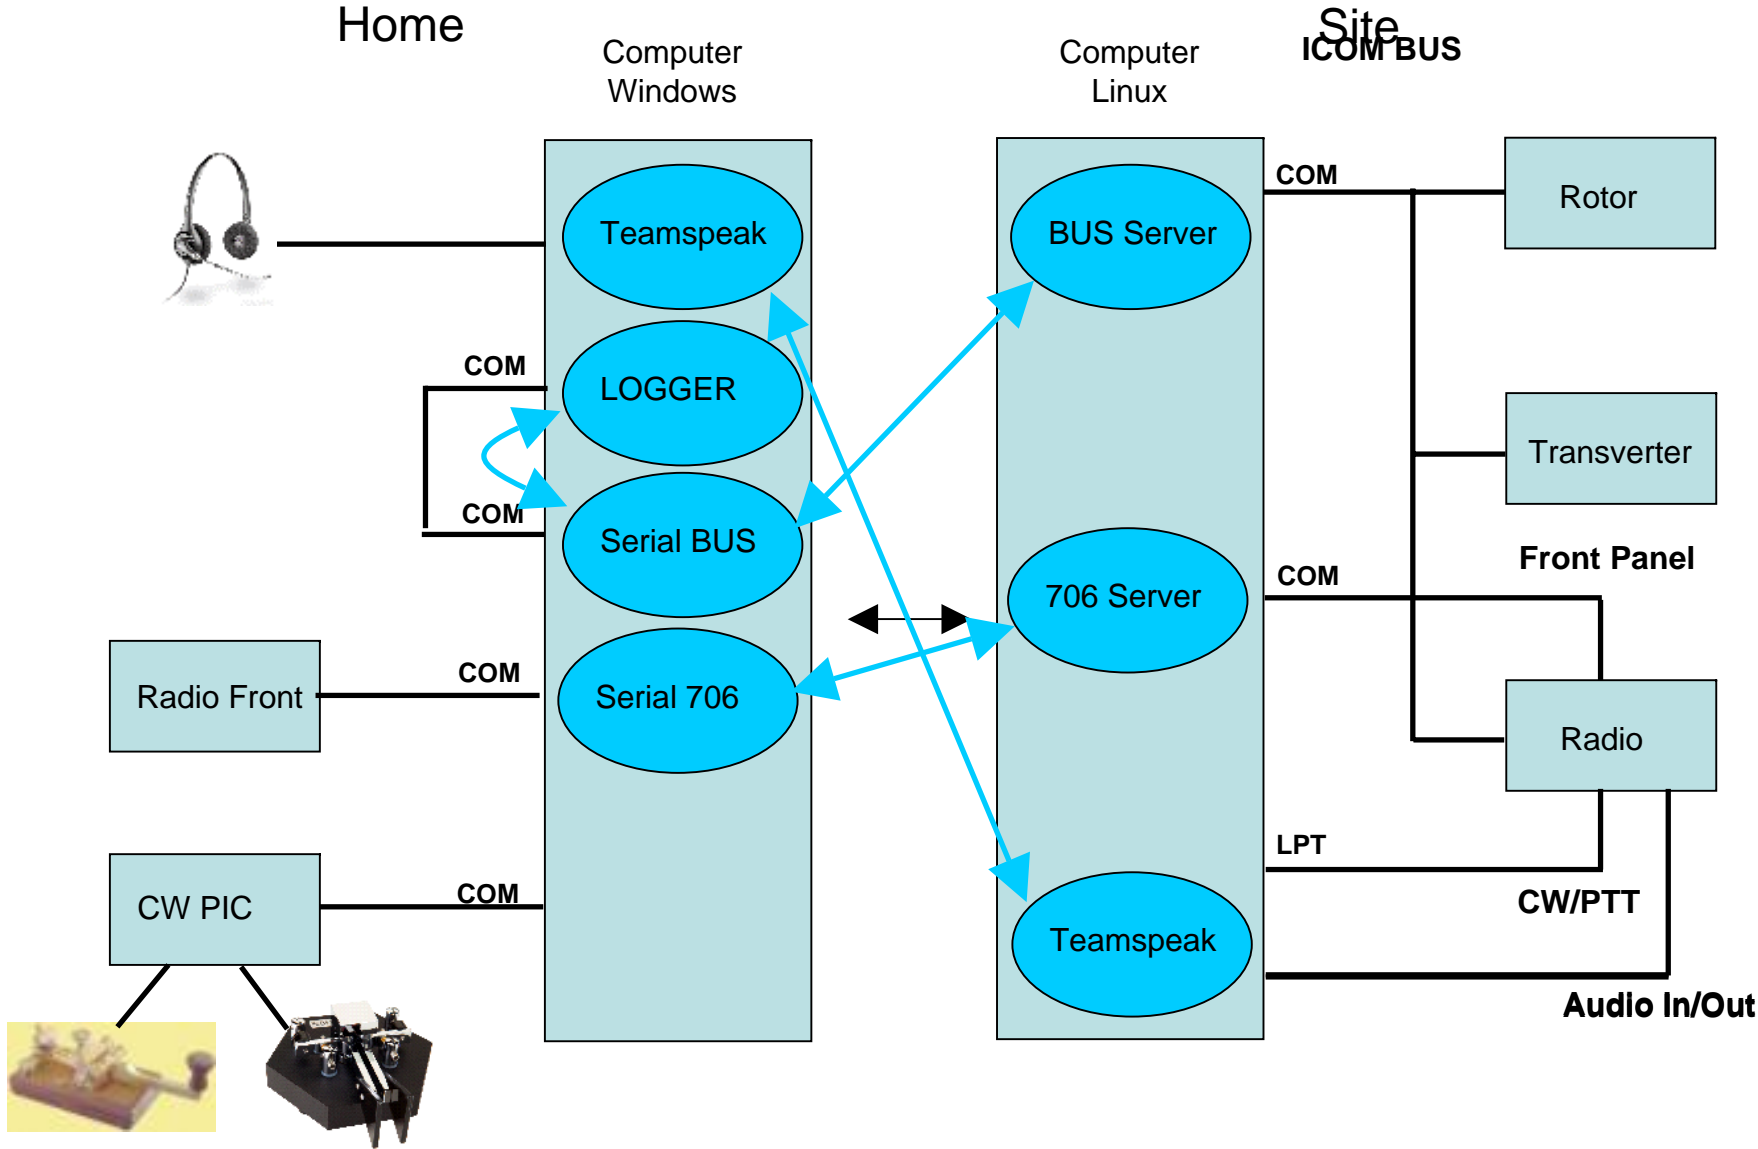 Home
Site
ICOM BUS
Computer
Windows
Computer
Linux
COM
Rotor
Teamspeak
BUS Server
COM
LOGGER
Transverter
COM
Serial BUS
Front Panel
COM
706 Server
COM
Radio Front
Serial 706
Radio
LPT
COM
CW PIC
CW/PTT
Teamspeak
Audio In/Out